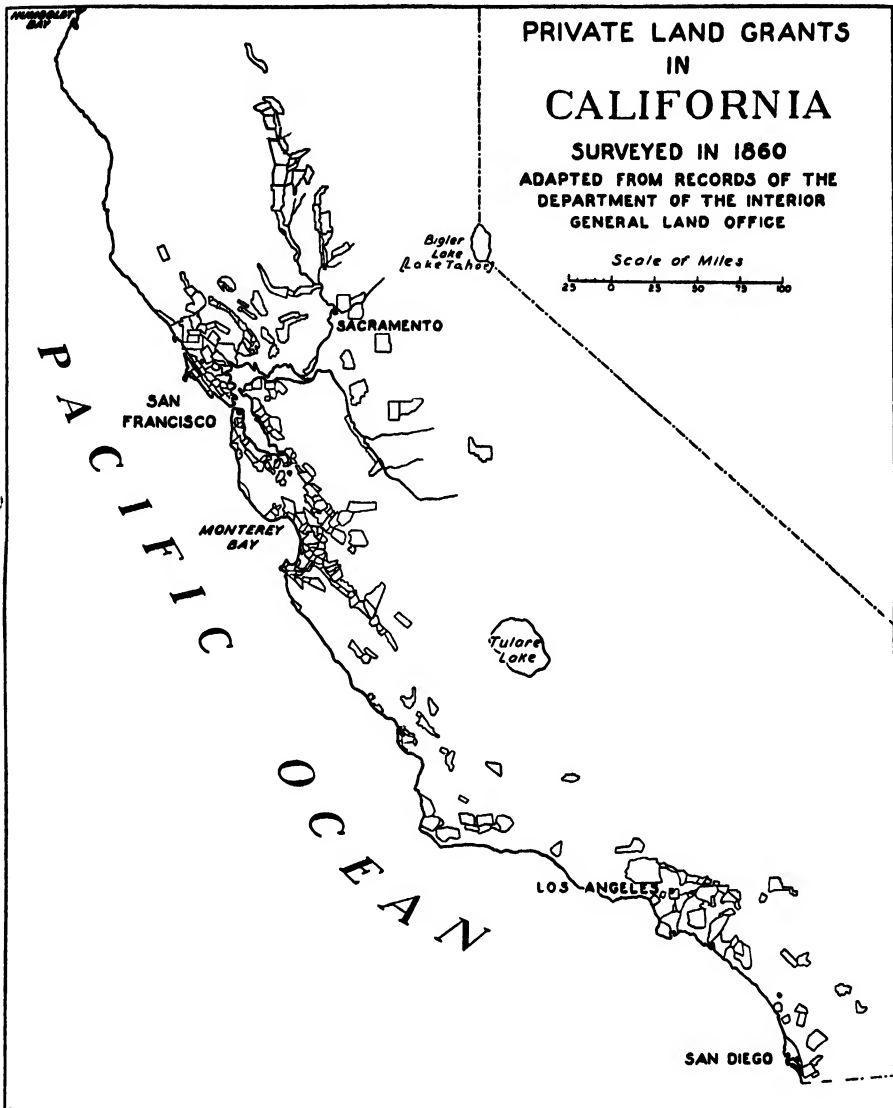 HUMBOLDT
BAY
PRIVATE LAND GRANTS
IN
CALIFORNIA
SURVEYED IN 1860
ADAPTED FROM RECORDS OF THE
DEPARTMENT OF THE INTERIOR
GENERAL LAND OFFICE
Scale of Miles
25 0 25 50 75 100
Bigler
Lake
(Lake Tahoe)
SACRAMENTO
SAN
FRANCISCO
MONTEREY
BAY
PACIFIC
OCEAN
Tulare
Lake
LOS ANGELES
SAN DIEGO